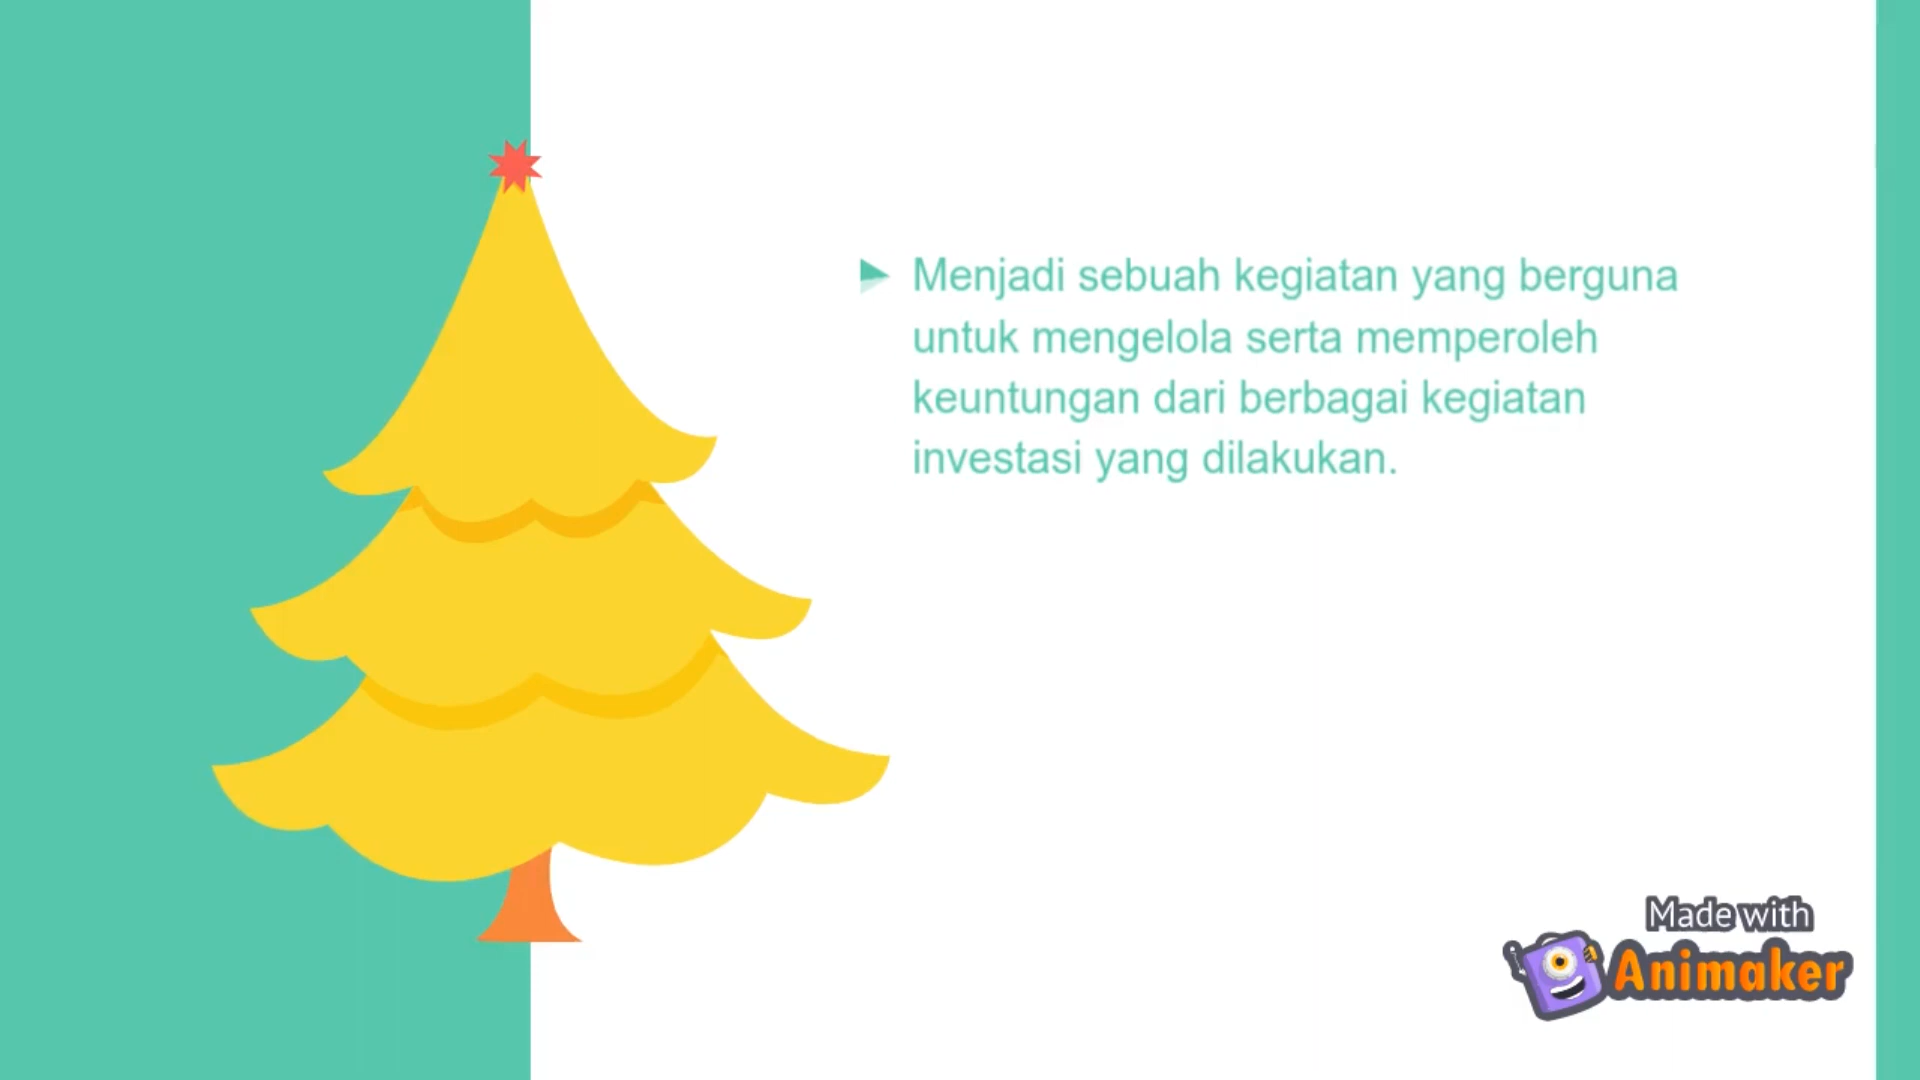 Menjadi sebuah kegiatan yang berguna
untuk mengelola serta memperoleh
keuntungan dari berbagai kegiatan
investasi yang dilakukan.
Made with
Animaker